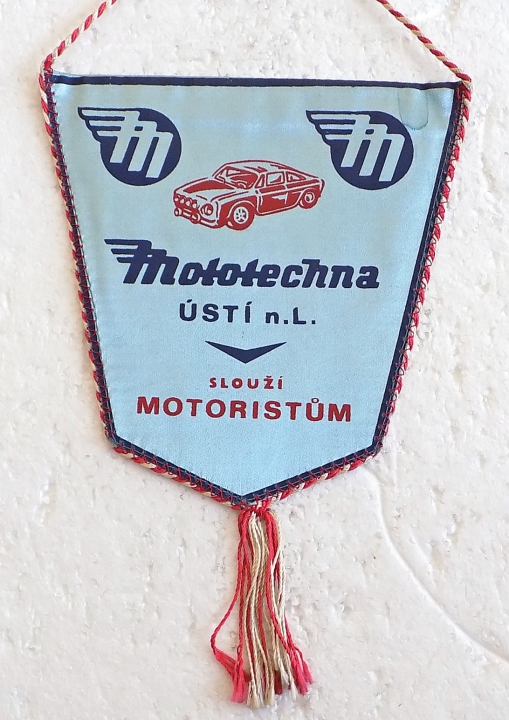 m m
Mototechna
ÚSTÍ n.L.
SLOUŽÍ
MOTORISTŮM